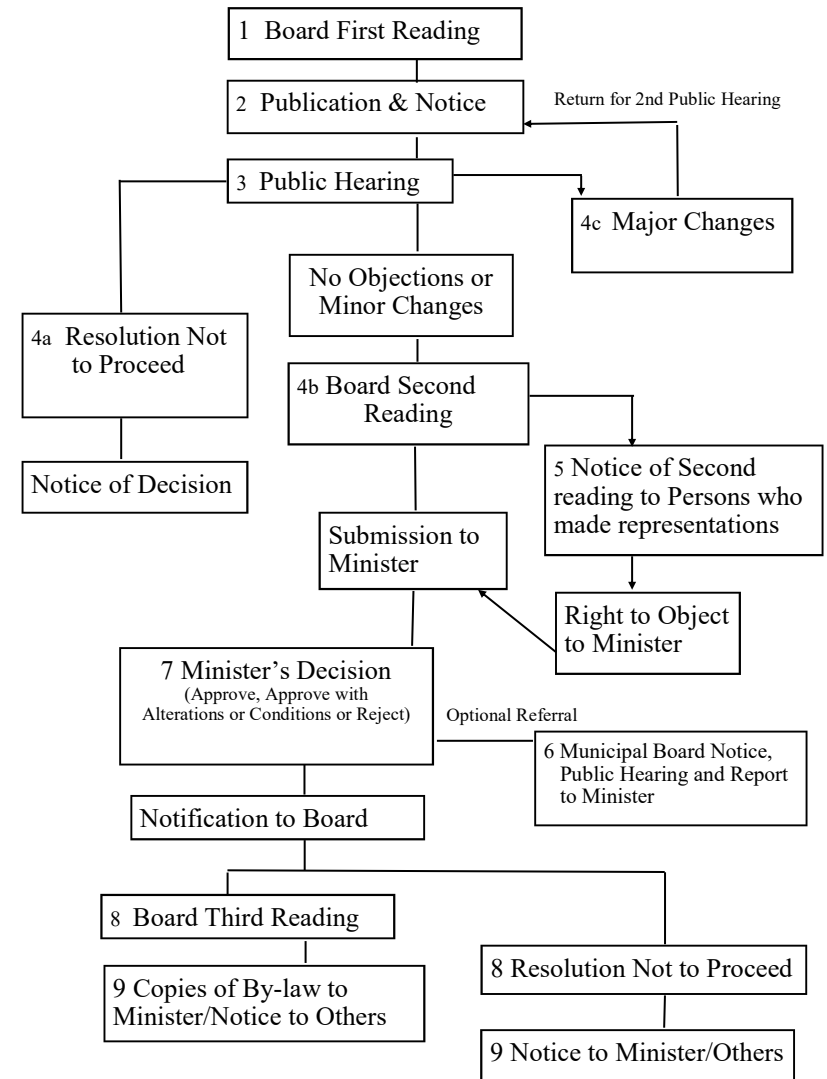 1 Board First Reading
2 Publication & Notice
Return for 2nd Public Hearing
3 Public Hearing
4c Major Changes
No Objections or
Minor Changes
4a Resolution Not
to Proceed
4b Board Second
Reading
Notice of Decision
5 Notice of Second
reading to Persons who
made representations
Submission to
Minister
Right to Object
to Minister
7 Minister’s Decision
(Approve, Approve with
Alterations or Conditions or Reject)
Optional Referral
6 Municipal Board Notice,
Public Hearing and Report
to Minister
Notification to Board
8 Board Third Reading
8 Resolution Not to Proceed
9 Copies of By-law to
Minister/Notice to Others
9 Notice to Minister/Others